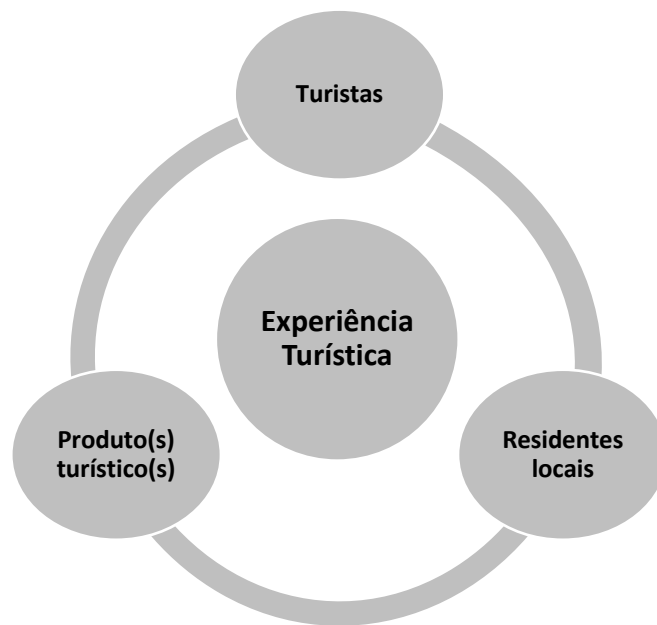 Turistas
Experiência
Turística
Produto(s)
turístico(s)
Residentes
locais